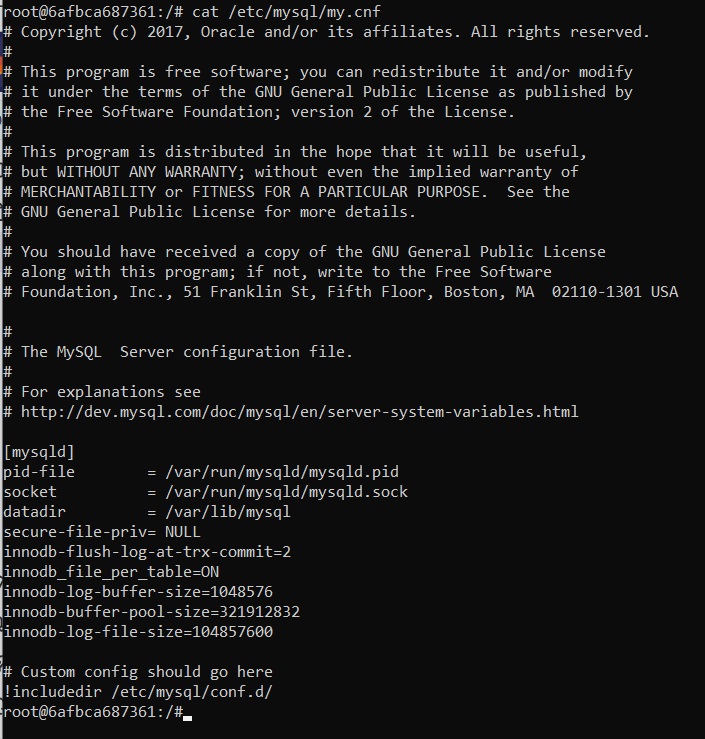 root@6afbca687361:/# cat /etc/mysql/my.cnf
# Copyright (c) 2017, Oracle and/or its affiliates. All rights reserved.
#
# This program is free software; you can redistribute it and/or modify
# it under the terms of the GNU General Public License as published by
# the Free Software Foundation; version 2 of the License.
#
# This program is distributed in the hope that it will be useful,
# but WITHOUT ANY WARRANTY; without even the implied warranty of
# MERCHANTABILITY or FITNESS FOR A PARTICULAR PURPOSE.  See the
# GNU General Public License for more details.
#
# You should have received a copy of the GNU General Public License
# along with this program; if not, write to the Free Software
# Foundation, Inc., 51 Franklin St, Fifth Floor, Boston, MA  02110-1301 USA

#
# The MySQL  Server configuration file.
#
# For explanations see
# http://dev.mysql.com/doc/mysql/en/server-system-variables.html

[mysqld]
pid-file        = /var/run/mysqld/mysqld.pid
socket          = /var/run/mysqld/mysqld.sock
datadir         = /var/lib/mysql
secure-file-priv= NULL
innodb-flush-log-at-trx-commit=2
innodb_file_per_table=ON
innodb-log-buffer-size=1048576
innodb-buffer-pool-size=321912832
innodb-log-file-size=104857600

# Custom config should go here
!includedir /etc/mysql/conf.d/
root@6afbca687361:/#